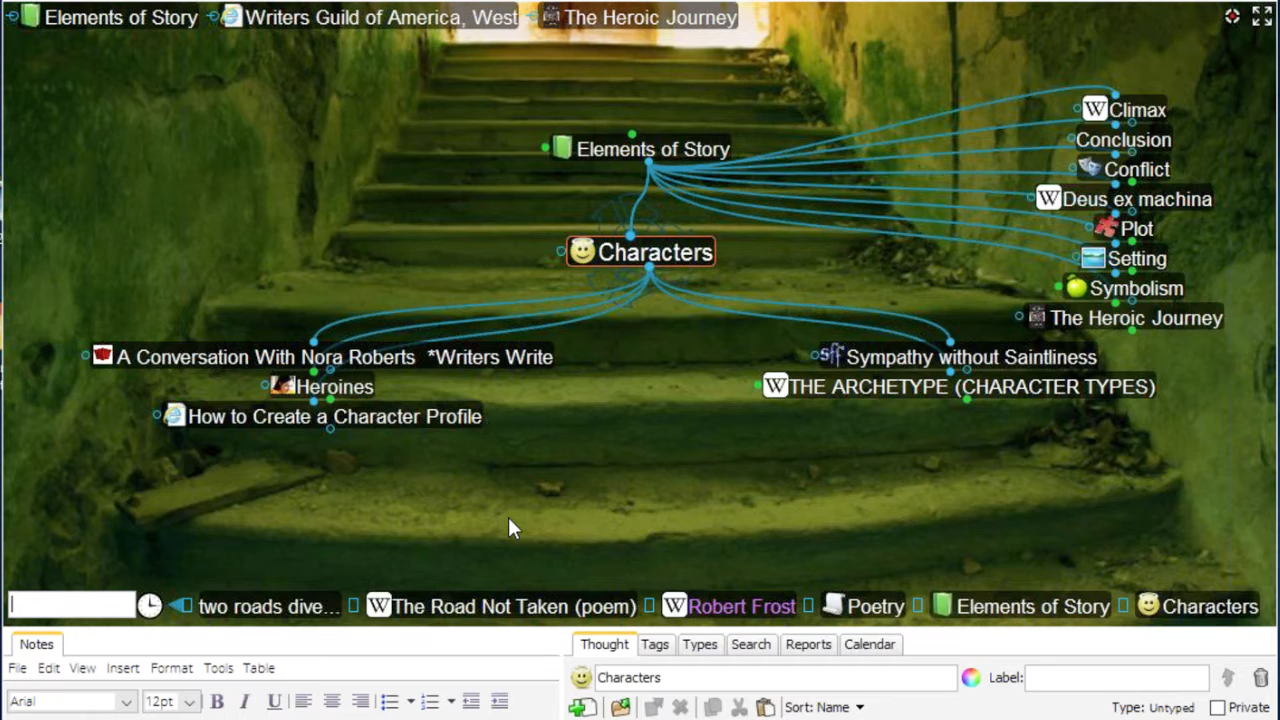 Elements of Story Writers Guild of America, West The Heroic Journey
Climax
Elements of Story
Conclusion
Conflict
Deus ex machina
Plot
Characters
Setting
Symbolism
The Heroic Journey
A Conversation With Nora Roberts *Writers Write
Sympathy without Saintliness
Heroines
THE ARCHETYPE (CHARACTER TYPES)
How to Create a Character Profile
two roads dive... The Road Not Taken (poem) Robert Frost Poetry Elements of Story Characters
Notes
Thought Tags Types Search Reports Calendar
File Edit View Insert Format Tools Table
Characters Label:
Arial 12pt B I U
Sort: Name Type: Untyped Private